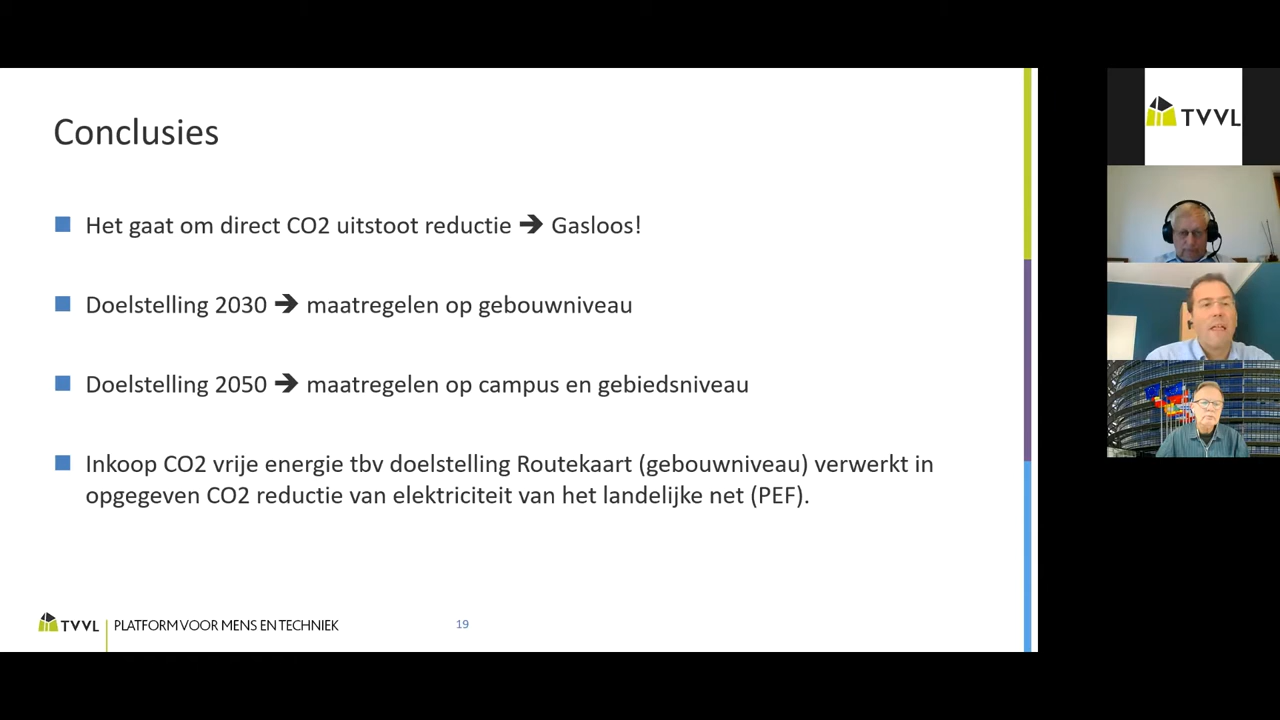 Conclusies
Het gaat om direct CO2 uitstoot reductie ➔ Gasloos!
Doelstelling 2030 ➔ maatregelen op gebouwniveau
Doelstelling 2050 ➔ maatregelen op campus en gebiedsniveau
Inkoop CO2 vrije energie tbv doelstelling Routekaart (gebouwniveau) verwerkt in
opgegeven CO2 reductie van elektriciteit van het landelijke net (PEF).
TVVL PLATFORM VOOR MENS EN TECHNIEK
19
TVVL